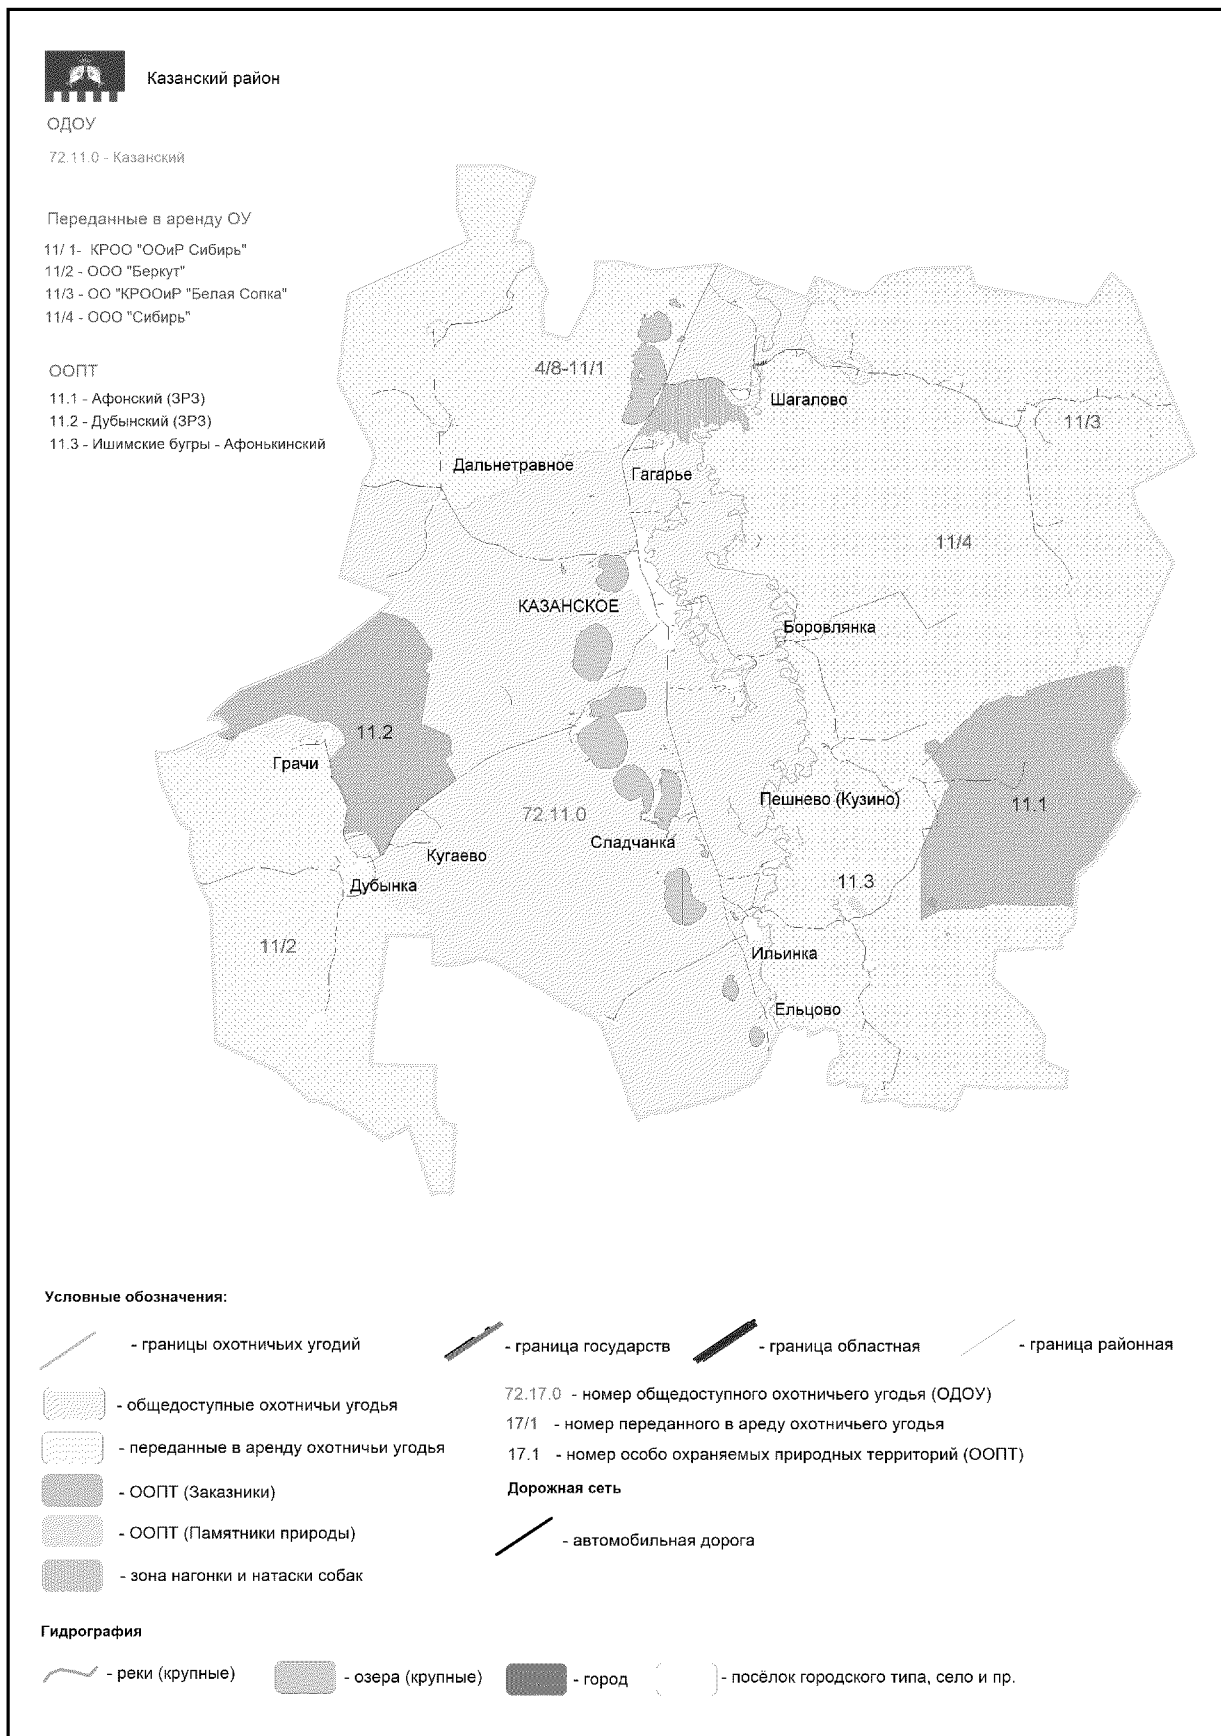 Казанский район
ОДОУ
72.11.0 - Казанский
Переданные в аренду ОУ
11/ 1- КРОО "ООиР Сибирь"
11/2 - ООО "Беркут"
11/3 - ОО "КРООиР "Белая Сопка"
11/4 - ООО "Сибирь"
ООПТ
11.1 - Афонский (ЗРЗ)
11.2 - Дубынский (ЗРЗ)
11.3 - Ишимские бугры - Афонькинский
4/8-11/1
Шагалово
11/3
Дальнетравное
Гагарье
11/4
КАЗАНСКОЕ
Боровлянка
11.2
Грачи
Пешнево (Кузино)
11.1
72.11.0
Сладчанка
Кугаево
Дубынка
11.3
11/2
Ильинка
Ельцово
Условные обозначения:
- границы охотничьих угодий
- граница государств
- граница областная
- граница районная
- общедоступные охотничьи угодья
72.17.0 - номер общедоступного охотничьего угодья (ОДОУ)
- переданные в аренду охотничьи угодья
17/1 - номер переданного в ареду охотничьего угодья
17.1 - номер особо охраняемых природных территорий (ООПТ)
- ООПТ (Заказники)
Дорожная сеть
- ООПТ (Памятники природы)
- автомобильная дорога
- зона нагонки и натаски собак
Гидрография
- реки (крупные)
- озера (крупные)
- город
- посёлок городского типа, село и пр.